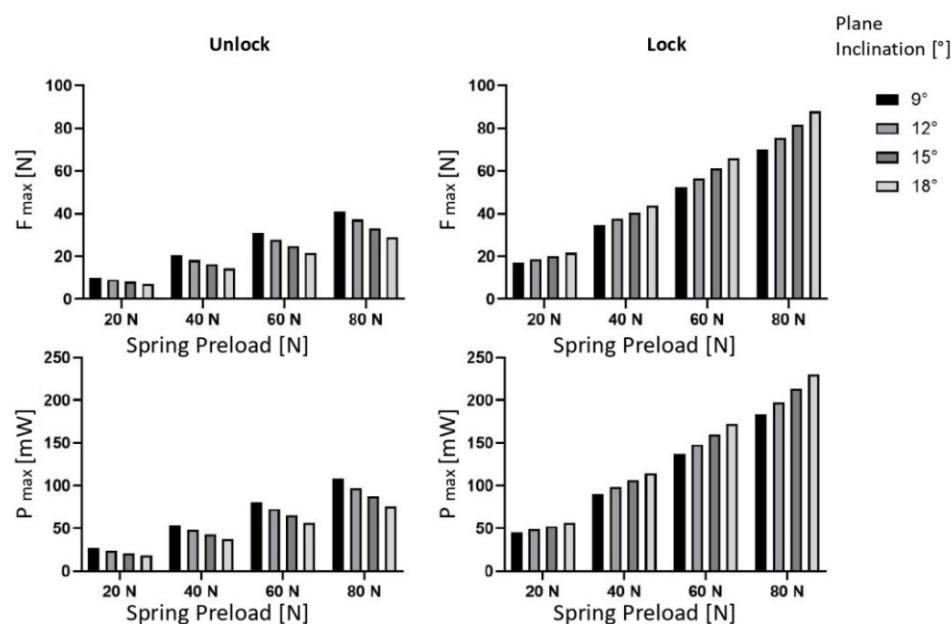 Plane
Inclination [°]
Unlock
Lock
9°
12°
15°
18°
F max [N]
100
80
60
40
20
0
20 N
40 N
60 N
80 N
Spring Preload [N]
F max [N]
100
80
60
40
20
0
20 N
40 N
60 N
80 N
Spring Preload [N]
P max [mW]
250
200
150
100
50
0
20 N
40 N
60 N
80 N
Spring Preload [N]
P max [mW]
250
200
150
100
50
0
20 N
40 N
60 N
80 N
Spring Preload [N]